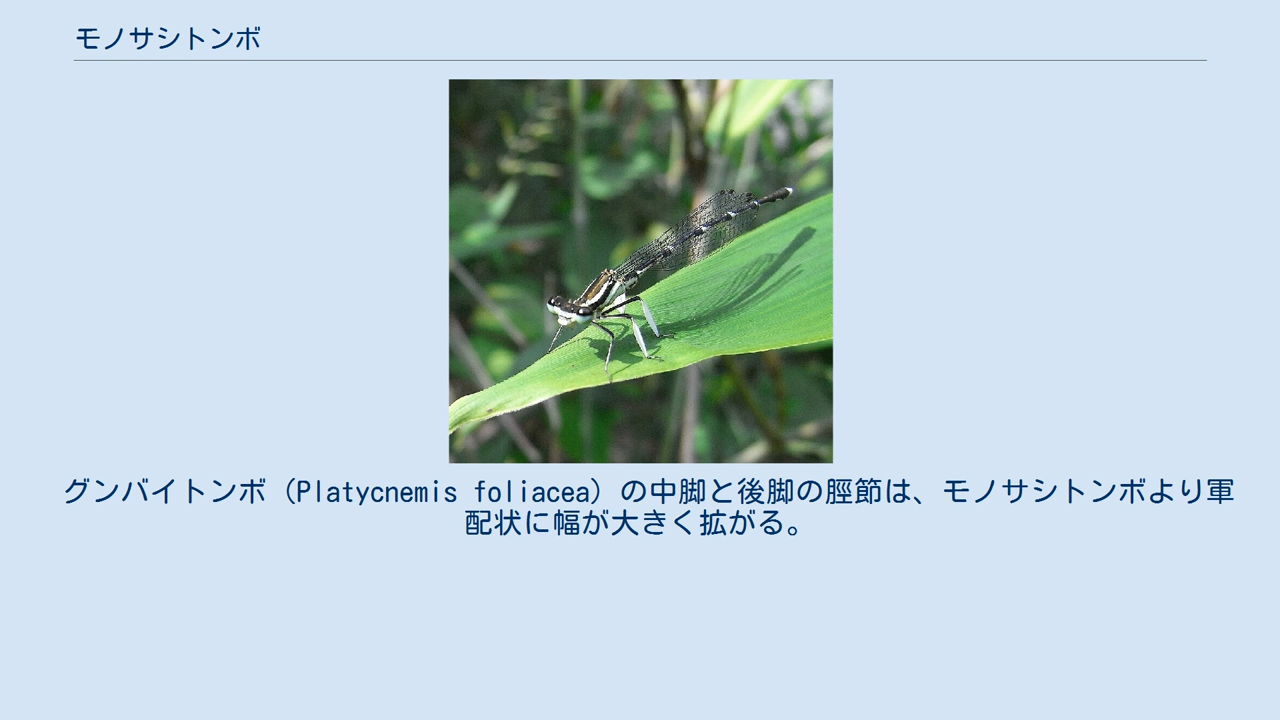 モノサシトンボ
グンバイトンボ（Platycnemis foliacea）の中脚と後脚の脛節は、モノサシトンボより軍
配状に幅が大きく拡がる。